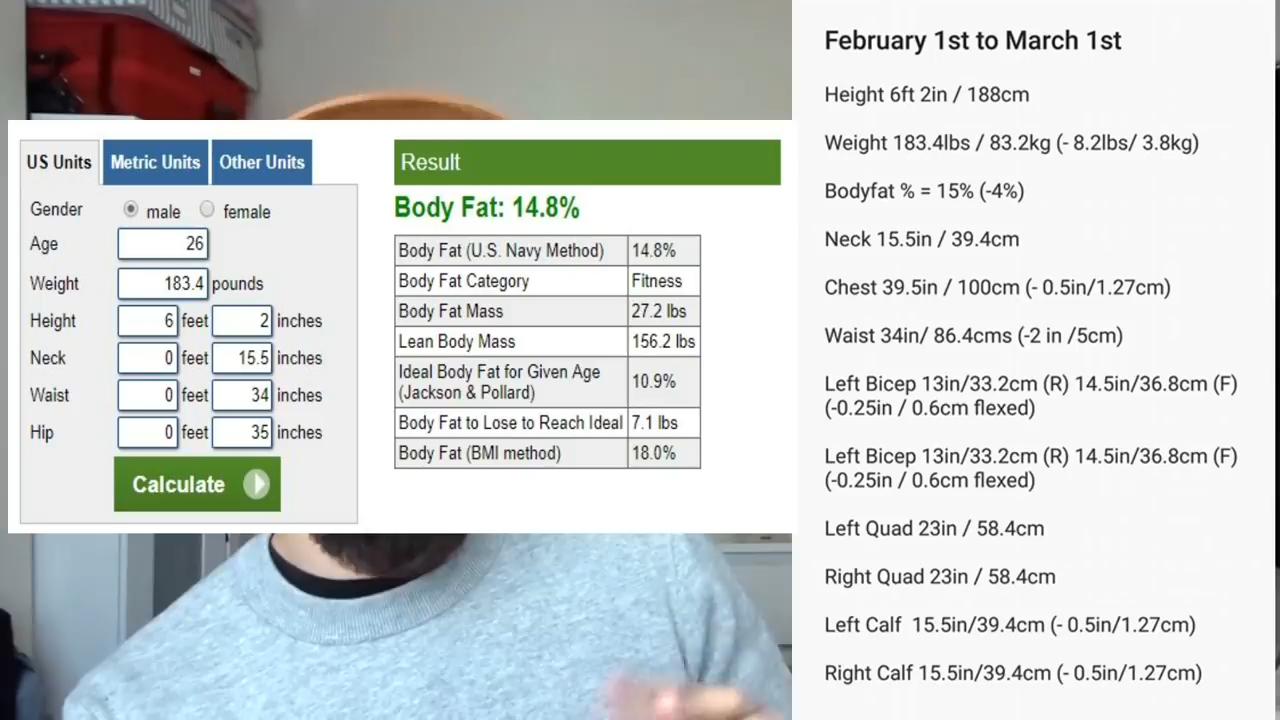 US Units Metric Units Other Units
Gender male female
Age 26
Weight 183.4 pounds
Height 6 feet 2 inches
Neck 0 feet 15.5 inches
Waist 0 feet 34 inches
Hip 0 feet 35 inches
Calculate
Result
Body Fat: 14.8%
Body Fat (U.S. Navy Method) 14.8%
Body Fat Category Fitness
Body Fat Mass 27.2 lbs
Lean Body Mass 156.2 lbs
Ideal Body Fat for Given Age
(Jackson & Pollard) 10.9%
Body Fat to Lose to Reach Ideal 7.1 lbs
Body Fat (BMI method) 18.0%
February 1st to March 1st
Height 6ft 2in / 188cm
Weight 183.4lbs / 83.2kg (- 8.2lbs/ 3.8kg)
Bodyfat % = 15% (-4%)
Neck 15.5in / 39.4cm
Chest 39.5in / 100cm (- 0.5in/1.27cm)
Waist 34in/ 86.4cms (-2 in /5cm)
Left Bicep 13in/33.2cm (R) 14.5in/36.8cm (F)
(-0.25in / 0.6cm flexed)
Left Bicep 13in/33.2cm (R) 14.5in/36.8cm (F)
(-0.25in / 0.6cm flexed)
Left Quad 23in / 58.4cm
Right Quad 23in / 58.4cm
Left Calf 15.5in/39.4cm (- 0.5in/1.27cm)
Right Calf 15.5in/39.4cm (- 0.5in/1.27cm)